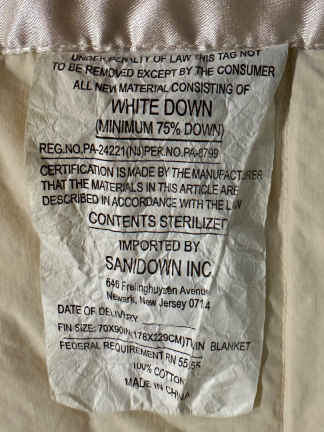 UNDER PENALTY OF LAW THIS TAG NOT
TO BE REMOVED EXCEPT BY THE CONSUMER
ALL NEW MATERIAL CONSISTING OF
WHITE DOWN
(MINIMUM 75% DOWN)
REG.NO.PA-24221(NJ)PER.NO.PA-8799
CERTIFICATION IS MADE BY THE MANUFACTURER
THAT THE MATERIALS IN THIS ARTICLE ARE
DESCRIBED IN ACCORDANCE WITH THE LAW
CONTENTS STERILIZED
IMPORTED BY
SANIDOWN INC.
646 Frelinghuysen Avenue
Newark, New Jersey 0714
DATE OF DELIVERY
FIN SIZE: 70X90IN(178X229CM)TWIN BLANKET
FEDERAL REQUIREMENT RN 55
100% COTTON
MADE IN CHINA